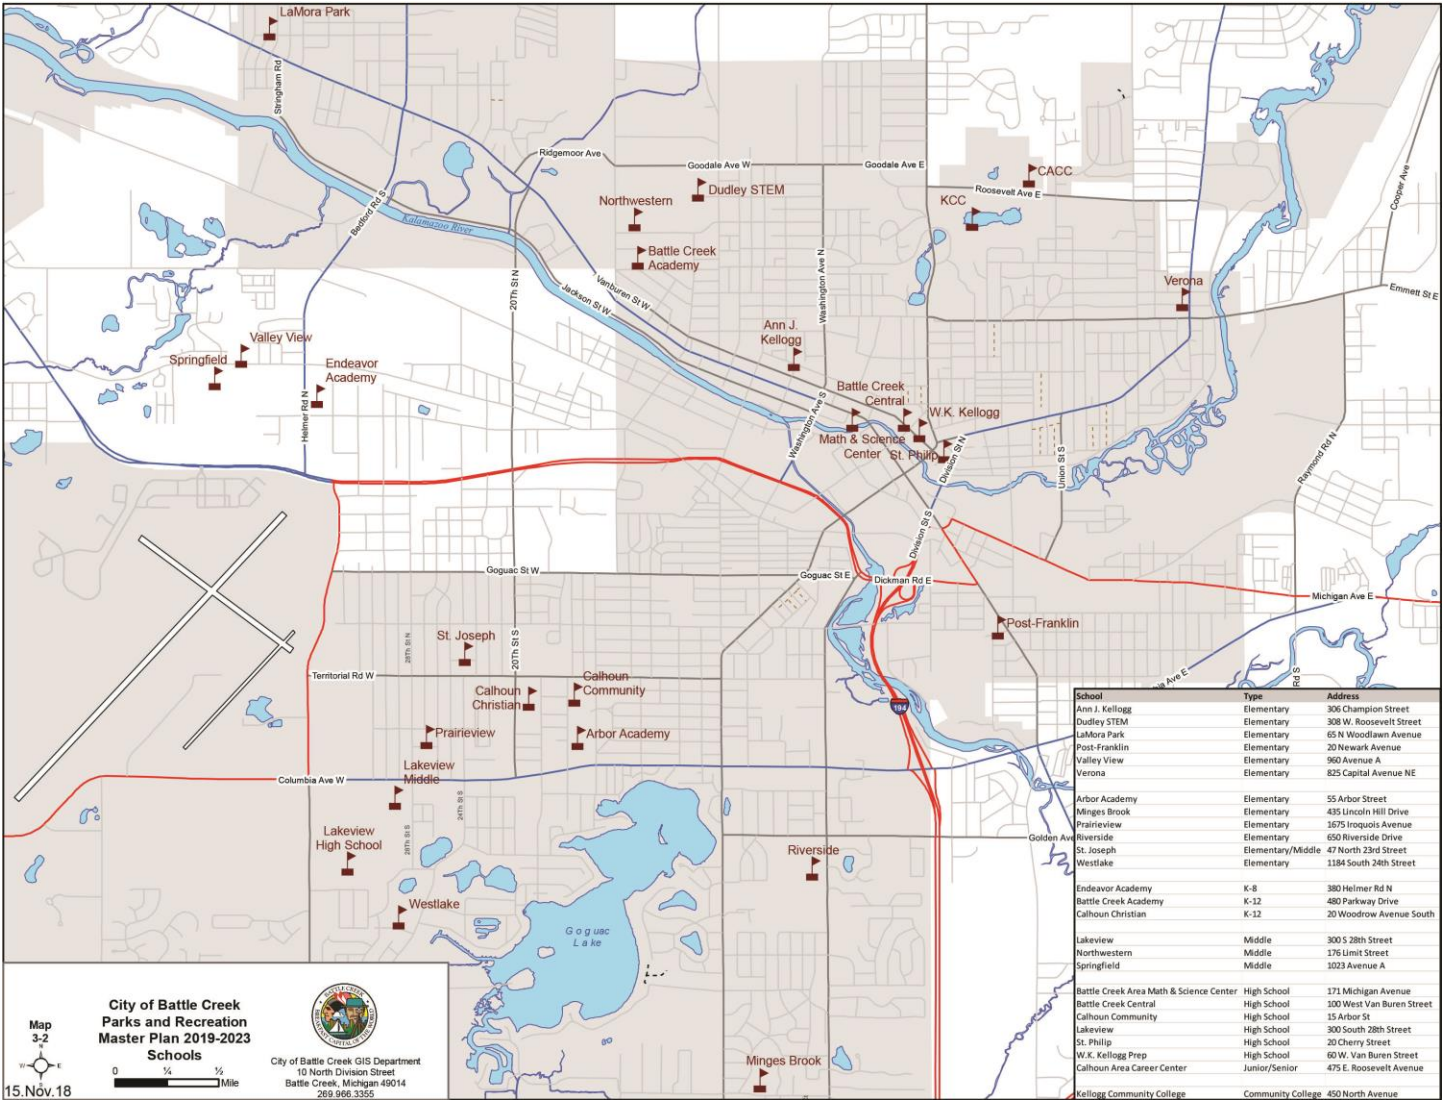 LaMora Park
Stringham Rd
Ridgemoor Ave
Goodale Ave W
Goodale Ave E
CACC
Roosevelt Ave E
Cooper Ave
Dudley STEM
Northwestern
KCC
Bedford Rd S
Kalamazoo River
Battle Creek
Academy
Washington Ave N
20Th St N
Vanburen St W
Jackson St W
Verona
Emmett St E
Valley View
Springfield
Endeavor
Academy
Ann J.
Kellogg
Helmer Rd N
Battle Creek
Central
W.K. Kellogg
Washington Ave S
Math & Science
Center
St. Philip
Division St N
Union St S
Raymond Rd N
Division St S
Goguac St W
Goguac St E
Dickman Rd E
Michigan Ave E
Post-Franklin
28Th St N
St. Joseph
20Th St S
Territorial Rd W
Calhoun
Community
Calhoun
Christian
Rd S
ia Ave E
194
Prairieview
Arbor Academy
Columbia Ave W
Lakeview
Middle
24Th St S
28Th St S
Lakeview
High School
Golden Ave
Riverside
Westlake
Goguac
Lake
Minges Brook
School Type Address
Ann J. Kellogg Elementary 306 Champion Street
Dudley STEM Elementary 308 W. Roosevelt Street
LaMora Park Elementary 65 N Woodlawn Avenue
Post-Franklin Elementary 20 Newark Avenue
Valley View Elementary 960 Avenue A
Verona Elementary 825 Capital Avenue NE
Arbor Academy Elementary 55 Arbor Street
Minges Brook Elementary 435 Lincoln Hill Drive
Prairieview Elementary 1675 Iroquois Avenue
Riverside Elementary 650 Riverside Drive
St. Joseph Elementary/Middle 47 North 23rd Street
Westlake Elementary 1184 South 24th Street
Endeavor Academy K-8 380 Helmer Rd N
Battle Creek Academy K-12 480 Parkway Drive
Calhoun Christian K-12 20 Woodrow Avenue South
Lakeview Middle 300 S 28th Street
Northwestern Middle 176 Limit Street
Springfield Middle 1023 Avenue A
Battle Creek Area Math & Science Center High School 171 Michigan Avenue
Battle Creek Central High School 100 West Van Buren Street
Calhoun Community High School 15 Arbor St
Lakeview High School 300 South 28th Street
St. Philip High School 20 Cherry Street
W.K. Kellogg Prep High School 60 W. Van Buren Street
Calhoun Area Career Center Junior/Senior 475 E. Roosevelt Avenue
Kellogg Community College Community College 450 North Avenue
Map
3-2
N
W E
S
15.Nov.18
City of Battle Creek
Parks and Recreation
Master Plan 2019-2023
Schools
0 ¼ ½
Mile
BATTLE CREEK
BREAKFAST CAPITAL OF THE WORLD
City of Battle Creek GIS Department
10 North Division Street
Battle Creek, Michigan 49014
269.966.3355